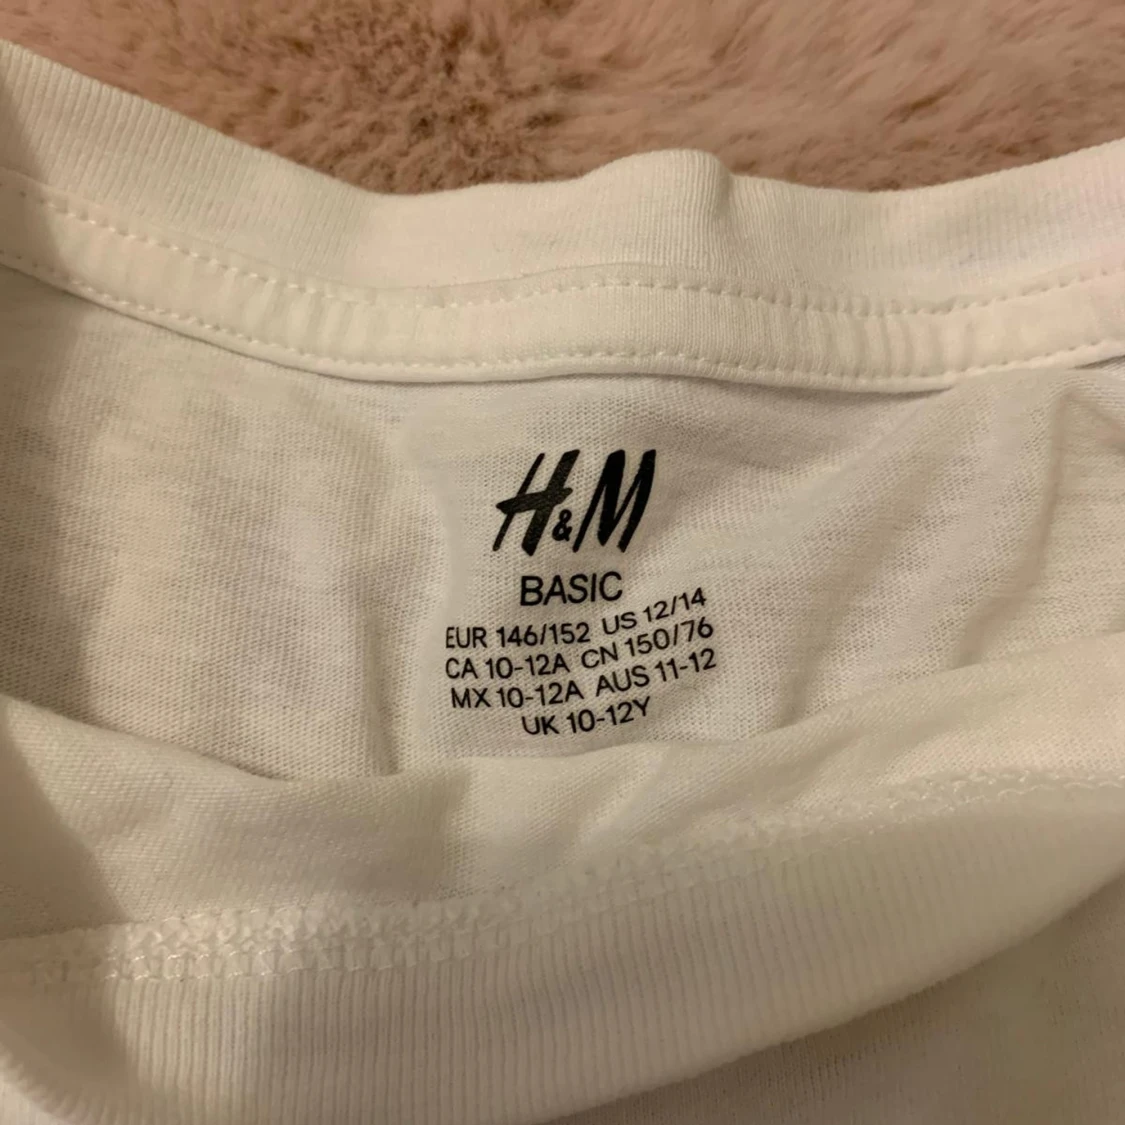 H&M
BASIC
EUR 146/152 US 12/14
CA 10-12A CN 150/76
MX 10-12A AUS 11-12
UK 10-12Y